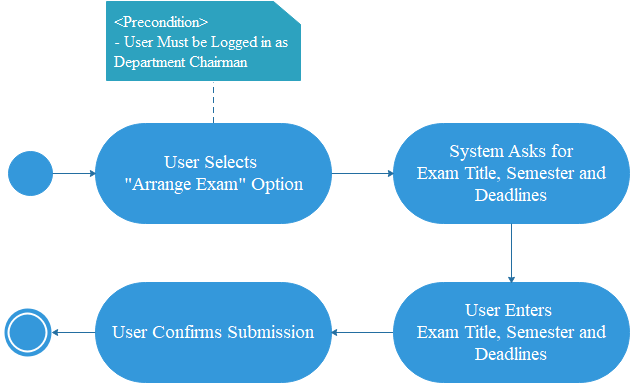 <Precondition>
- User Must be Logged in as
Department Chairman
User Selects
"Arrange Exam" Option
System Asks for
Exam Title, Semester and
Deadlines
User Enters
Exam Title, Semester and
Deadlines
User Confirms Submission